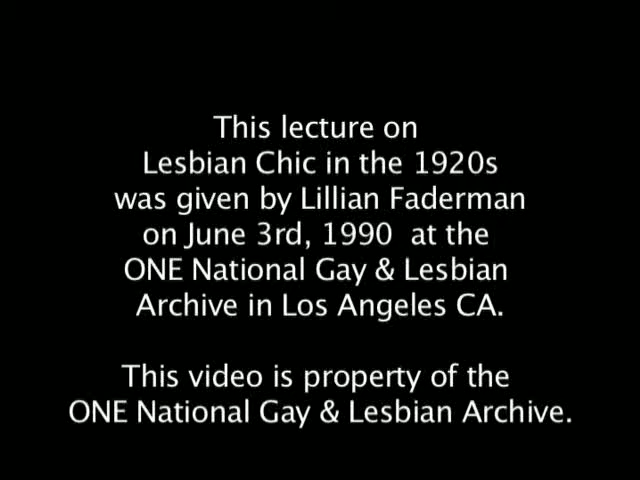 This lecture on
Lesbian Chic in the 1920s
was given by Lillian Faderman
on June 3rd, 1990  at the
ONE National Gay & Lesbian
Archive in Los Angeles CA.
This video is property of the
ONE National Gay & Lesbian Archive.